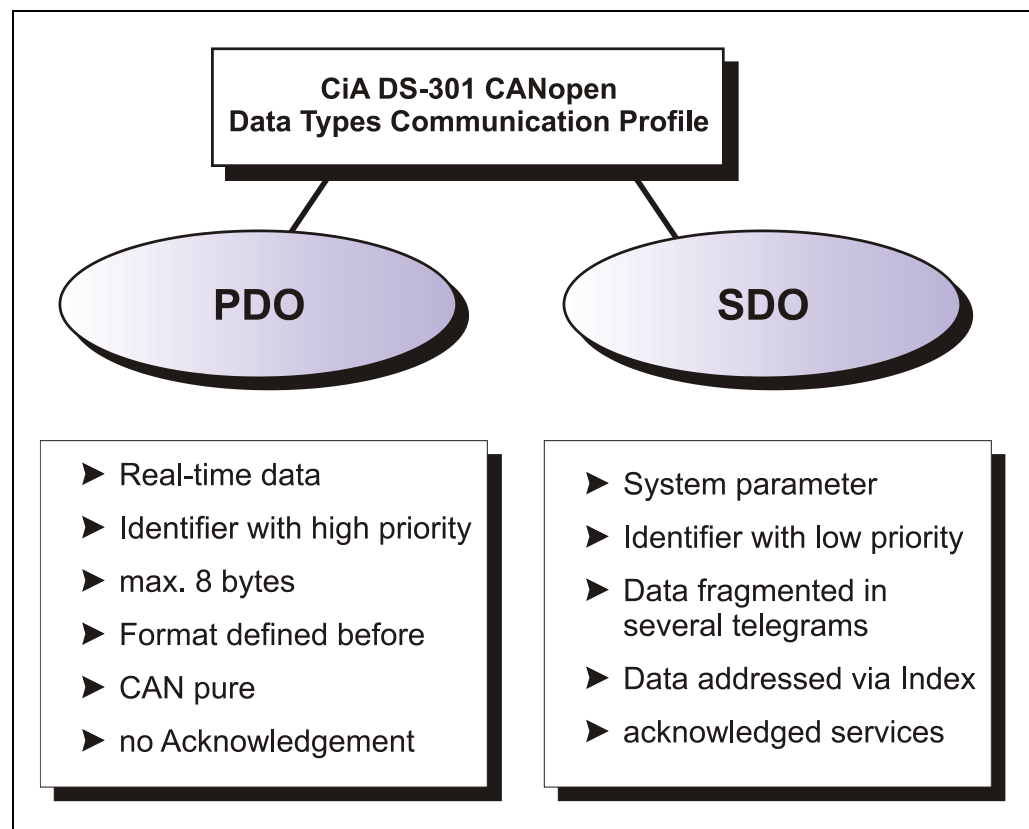 CiA DS-301 CANopen
Data Types Communication Profile
PDO
SDO
➤ Real-time data
➤ Identifier with high priority
➤ max. 8 bytes
➤ Format defined before
➤ CAN pure
➤ no Acknowledgement
➤ System parameter
➤ Identifier with low priority
➤ Data fragmented in
several telegrams
➤ Data addressed via Index
➤ acknowledged services